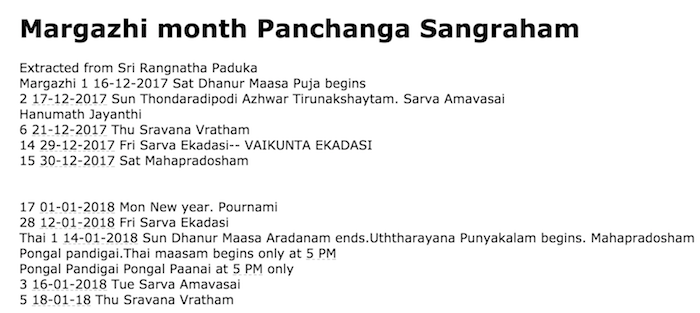 Margazhi month Panchanga Sangraham
Extracted from Sri Rangnatha Paduka
Margazhi 1 16-12-2017 Sat Dhanur Maasa Puja begins
2 17-12-2017 Sun Thondaradipodi Azhwar Tirunakshaytam. Sarva Amavasai
Hanumath Jayanthi
6 21-12-2017 Thu Sravana Vratham
14 29-12-2017 Fri Sarva Ekadasi-- VAIKUNTA EKADASI
15 30-12-2017 Sat Mahapradosham
17 01-01-2018 Mon New year. Pournami
28 12-01-2018 Fri Sarva Ekadasi
Thai 1 14-01-2018 Sun Dhanur Maasa Aradanam ends.Uththarayana Punyakalam begins. Mahapradosham
Pongal pandigai.Thai maasam begins only at 5 PM
Pongal Pandigai Pongal Paanai at 5 PM only
3 16-01-2018 Tue Sarva Amavasai
5 18-01-18 Thu Sravana Vratham